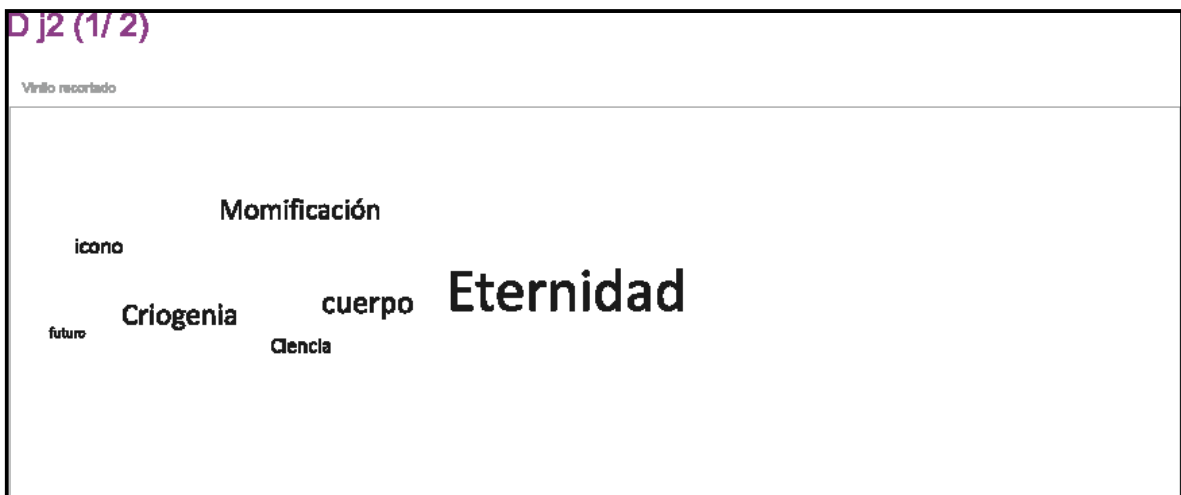 D j2 (1/ 2)
Vinilo recortado
Momificación
icono
Eternidad
cuerpo
Criogenia
futuro
Ciencia